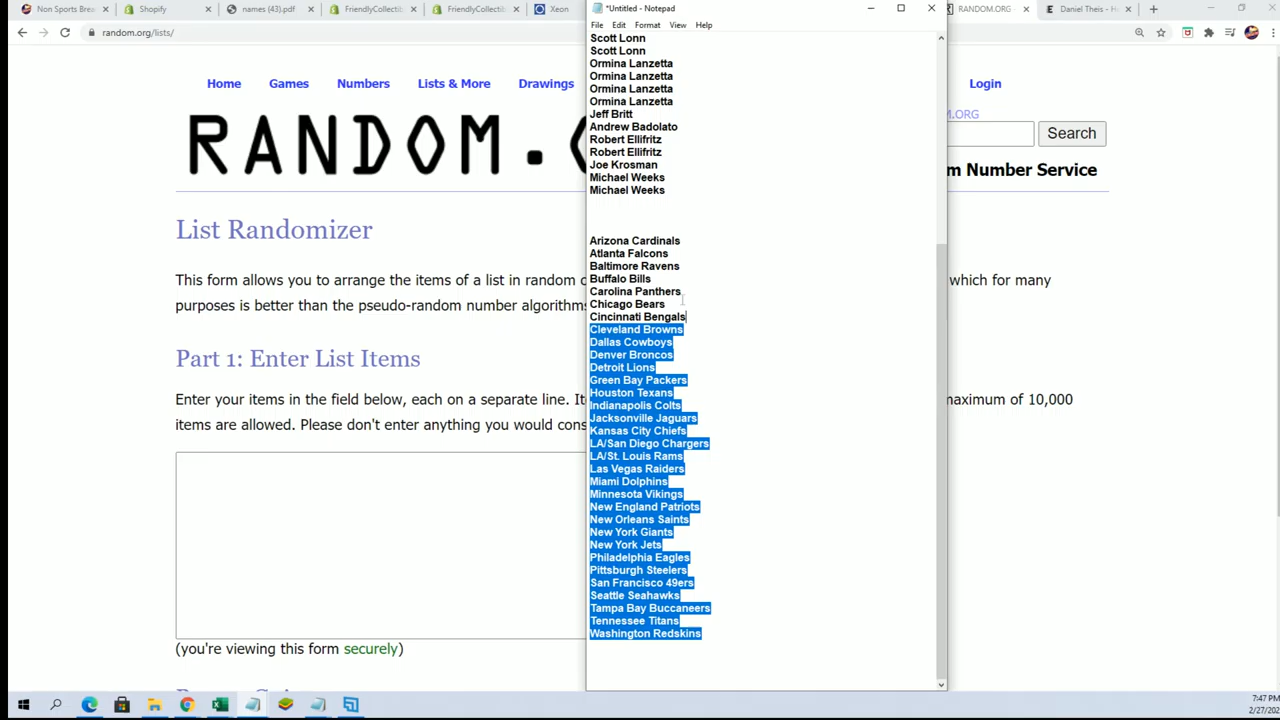 Non Sports Brea
Shopify
names (43).pdf
FriendlyCollectib
FriendlyCollectib
Xeon
*Untitled - Notepad
RANDOM.ORG
Daniel Theis - Ho
random.org/lists/
File Edit Format View Help
Home Games Numbers Lists & More Drawings Login
M.ORG
Search
RANDOM.
m Number Service
List Randomizer
This form allows you to arrange the items of a list in random o
which for many
purposes is better than the pseudo-random number algorithm
Part 1: Enter List Items
Enter your items in the field below, each on a separate line. It
aximum of 10,000
items are allowed. Please don't enter anything you would cons
(you're viewing this form securely)
Scott Lonn
Scott Lonn
Ormina Lanzetta
Ormina Lanzetta
Ormina Lanzetta
Ormina Lanzetta
Jeff Britt
Andrew Badolato
Robert Ellifritz
Robert Ellifritz
Joe Krosman
Michael Weeks
Michael Weeks
Arizona Cardinals
Atlanta Falcons
Baltimore Ravens
Buffalo Bills
Carolina Panthers
Chicago Bears
Cincinnati Bengals
Cleveland Browns
Dallas Cowboys
Denver Broncos
Detroit Lions
Green Bay Packers
Houston Texans
Indianapolis Colts
Jacksonville Jaguars
Kansas City Chiefs
LA/San Diego Chargers
LA/St. Louis Rams
Las Vegas Raiders
Miami Dolphins
Minnesota Vikings
New England Patriots
New Orleans Saints
New York Giants
New York Jets
Philadelphia Eagles
Pittsburgh Steelers
San Francisco 49ers
Seattle Seahawks
Tampa Bay Buccaneers
Tennessee Titans
Washington Redskins
7:47 PM
2/27/202